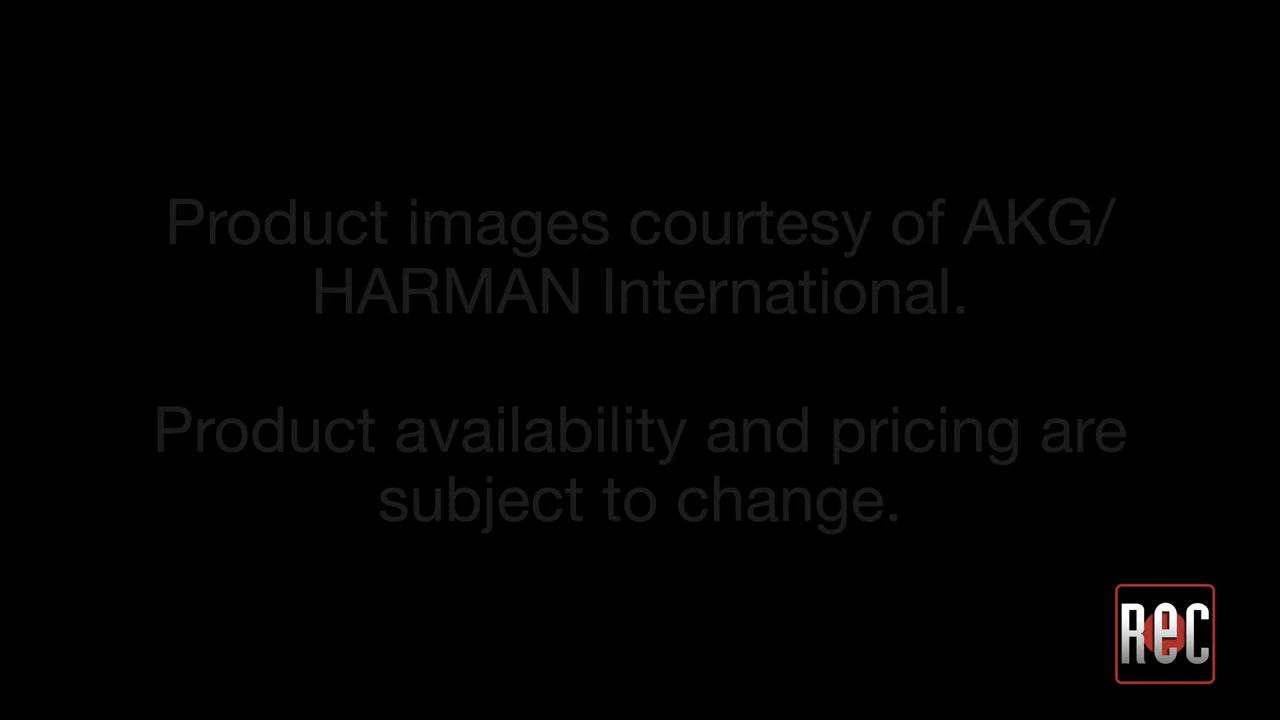 Product images courtesy of AKG/
HARMAN International.
Product availability and pricing are
subject to change.
ReC